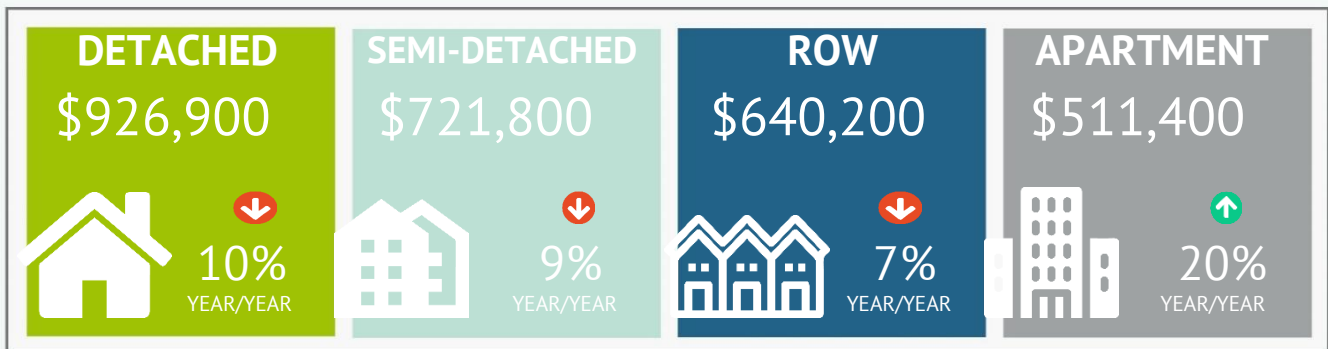 DETACHED
$926,900
10%
YEAR/YEAR
SEMI-DETACHED
$721,800
9%
YEAR/YEAR
ROW
$640,200
7%
YEAR/YEAR
APARTMENT
$511,400
20%
YEAR/YEAR